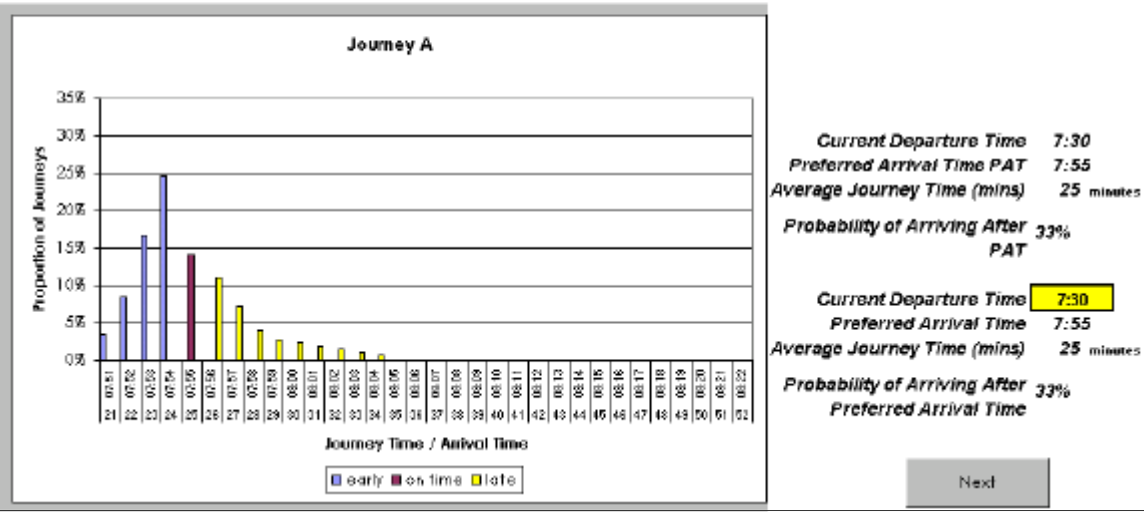 Journey A
Proportion of Journeys
35%
30%
25%
20%
15%
10%
5%
0%
07:51 07:52 07:53 07:54 07:55 07:56 07:57 07:58 07:59 08:00 08:01 08:02 08:03 08:04 08:05 08:06 08:07 08:08 08:09 08:10 08:11 08:12 08:13 08:14 08:15 08:16 08:17 08:18 08:19 08:20 08:21 08:22
21 22 23 24 25 26 27 28 29 30 31 32 33 34 35 36 37 38 39 40 41 42 43 44 45 46 47 48 49 50 51 52
Journey Time / Arrival Time
early on time late
Current Departure Time 7:30
Preferred Arrival Time PAT 7:55
Average Journey Time (mins) 25 minutes
Probability of Arriving After 33%
PAT
Current Departure Time 7:30
Preferred Arrival Time 7:55
Average Journey Time (mins) 25 minutes
Probability of Arriving After 33%
Preferred Arrival Time
Next